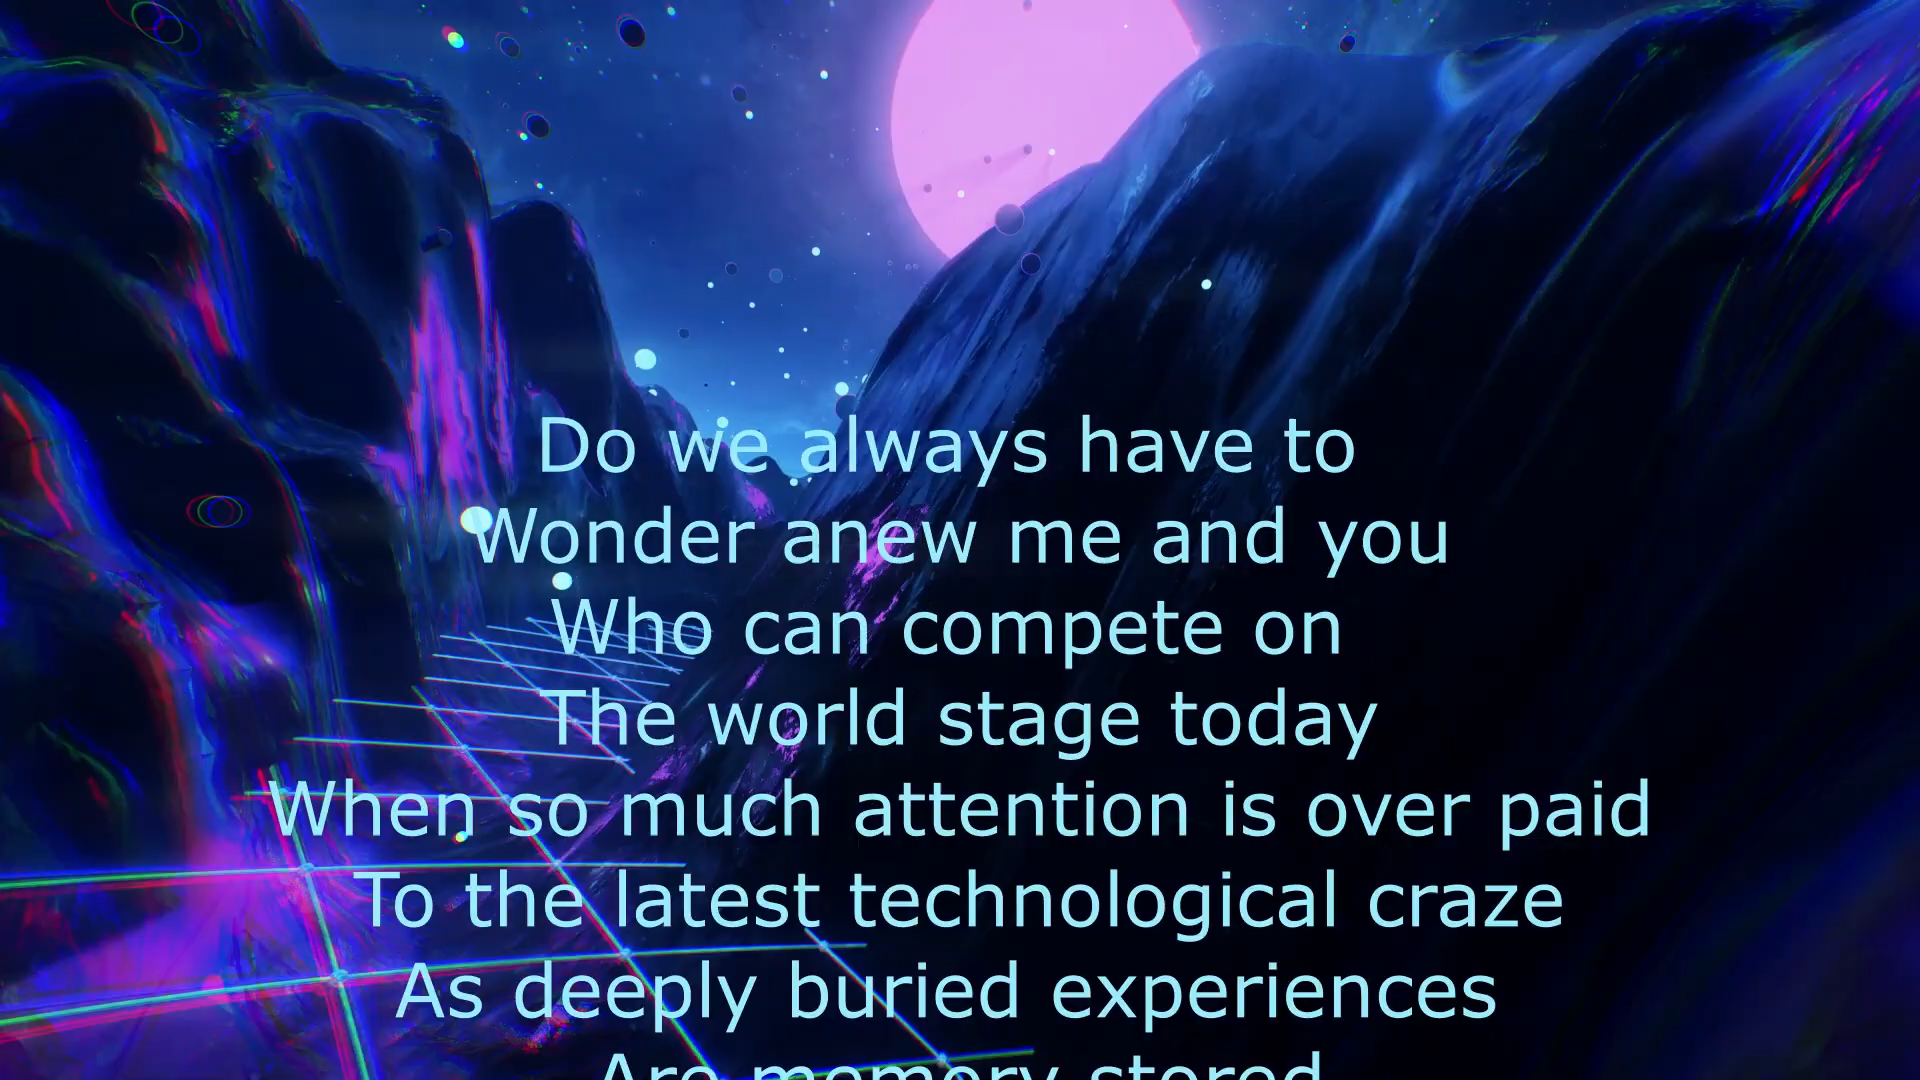 Do we always have to
Wonder anew me and you
Who can compete on
The world stage today
When so much attention is over paid
To the latest technological craze
As deeply buried experiences
Are memory stored